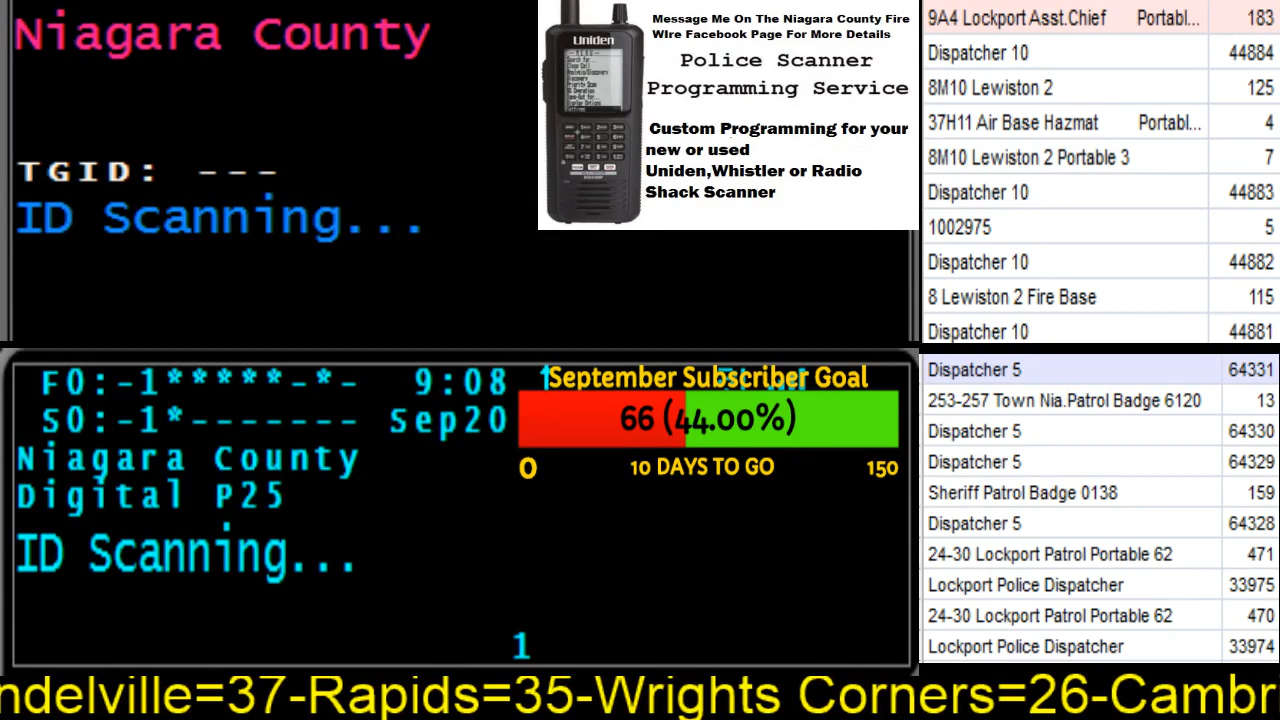 Niagara County
TGID: ---
ID Scanning...
Uniden
Message Me On The Niagara County Fire
WIre Facebook Page For More Details
Police Scanner
Programming Service
Custom Programming for your
new or used
Uniden,Whistler or Radio
Shack Scanner
9A4 Lockport Asst.Chief Portabl... 183
Dispatcher 10 44884
8M10 Lewiston 2 125
37H11 Air Base Hazmat Portabl... 4
8M10 Lewiston 2 Portable 3 7
Dispatcher 10 44883
1002975 5
Dispatcher 10 44882
8 Lewiston 2 Fire Base 115
Dispatcher 10 44881
F0:-1*****-*- 9:08
S0:-1*------- Sep20
Niagara County
Digital P25
ID Scanning...
1
September Subscriber Goal
66 (44.00%)
0 10 DAYS TO GO 150
Dispatcher 5 64331
253-257 Town Nia.Patrol Badge 6120 13
Dispatcher 5 64330
Dispatcher 5 64329
Sheriff Patrol Badge 0138 159
Dispatcher 5 64328
24-30 Lockport Patrol Portable 62 471
Lockport Police Dispatcher 33975
24-30 Lockport Patrol Portable 62 470
Lockport Police Dispatcher 33974
ndelville=37-Rapids=35-Wrights Corners=26-Cambr